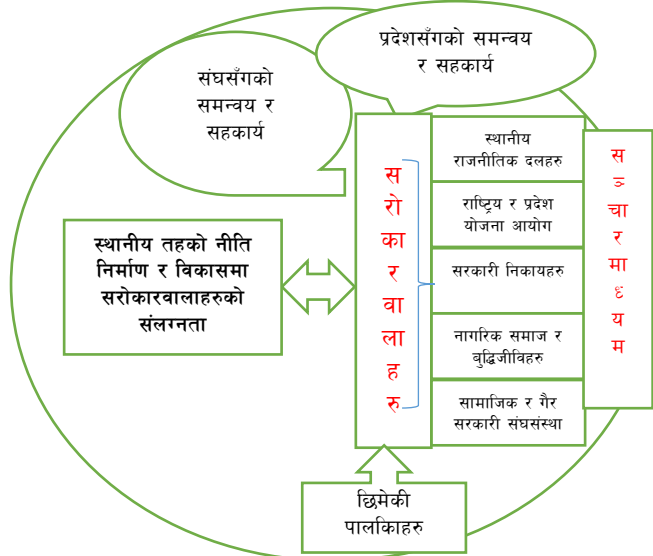 प्रदेशसँगको समन्वय
र सहकार्य
संघसँगको
समन्वय र
सहकार्य
स्थानीय तहको नीति
निर्माण र विकासमा
सरोकारवालाहरुको
संलग्नता
स
रो
का
र
वा
ला
ह
रु
स्थानीय
राजनीतिक दलहरु
राष्ट्रिय र प्रदेश
योजना आयोग
सरकारी निकायहरु
नागरिक समाज र
बुद्धिजीविहरु
सामाजिक र गैर
सरकारी संघसंस्था
स
ञ्
चा
र
मा
ध्
य
म
छिमेकी
पालिकाहरु